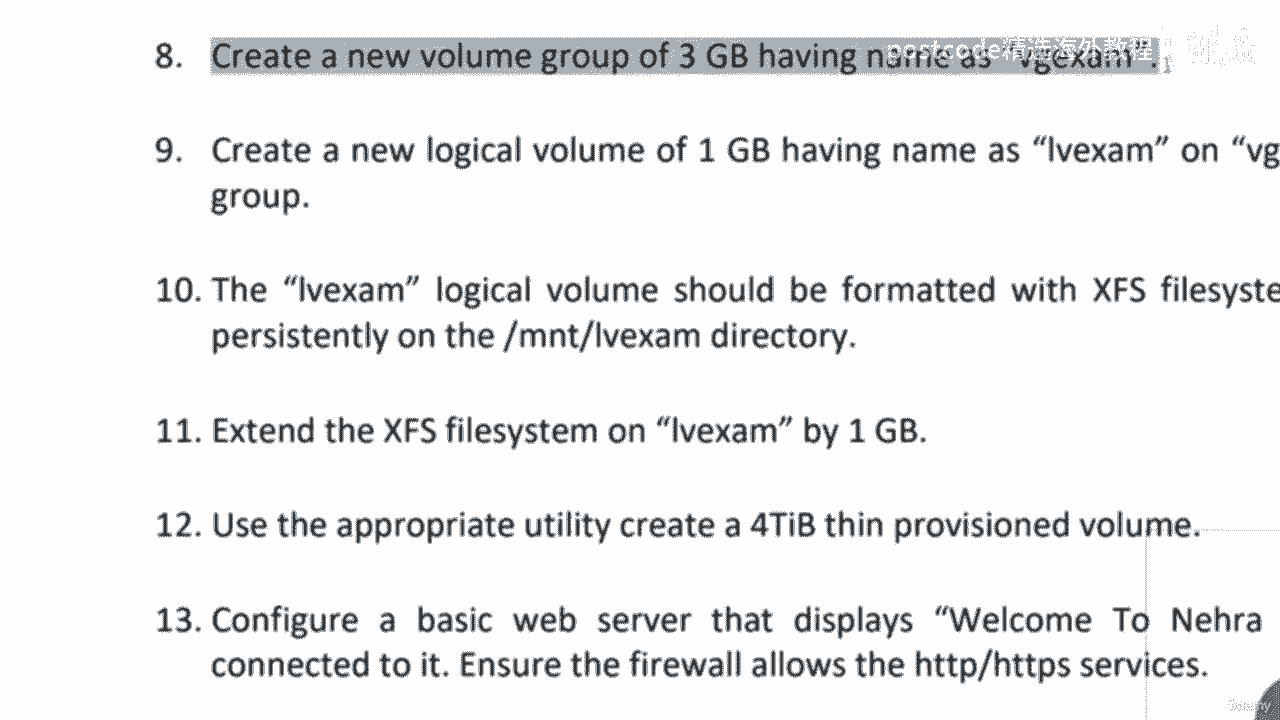 postcode精选海外教程
8. Create a new volume group of 3 GB having name as "vgexam".
9. Create a new logical volume of 1 GB having name as "lvexam" on "vg
group.
10. The "lvexam" logical volume should be formatted with XFS filesyste
persistently on the /mnt/lvexam directory.
11. Extend the XFS filesystem on "lvexam" by 1 GB.
12. Use the appropriate utility create a 4TiB thin provisioned volume.
13. Configure a basic web server that displays "Welcome To Nehra
connected to it. Ensure the firewall allows the http/https services.
Udemy